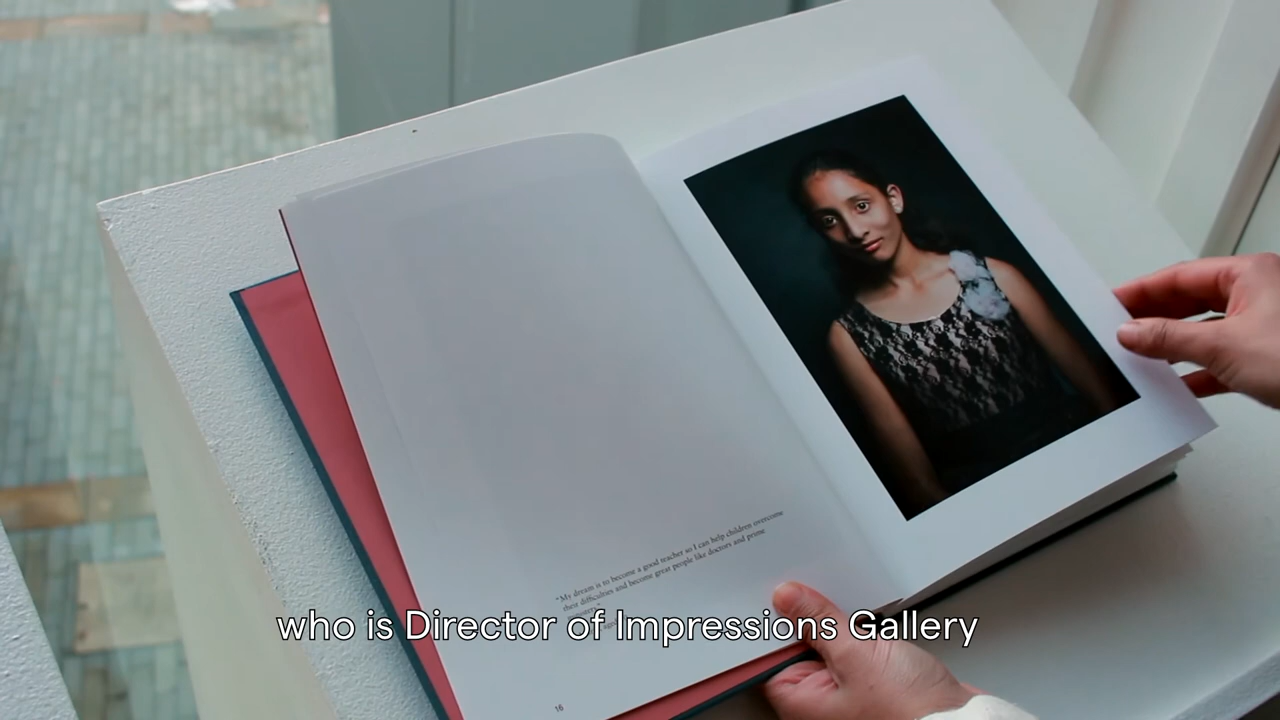 "My dream is to become a good teacher so I can help children overcome
their difficulties and become great people like doctors and prime
who is Director of Impressions Gallery
16